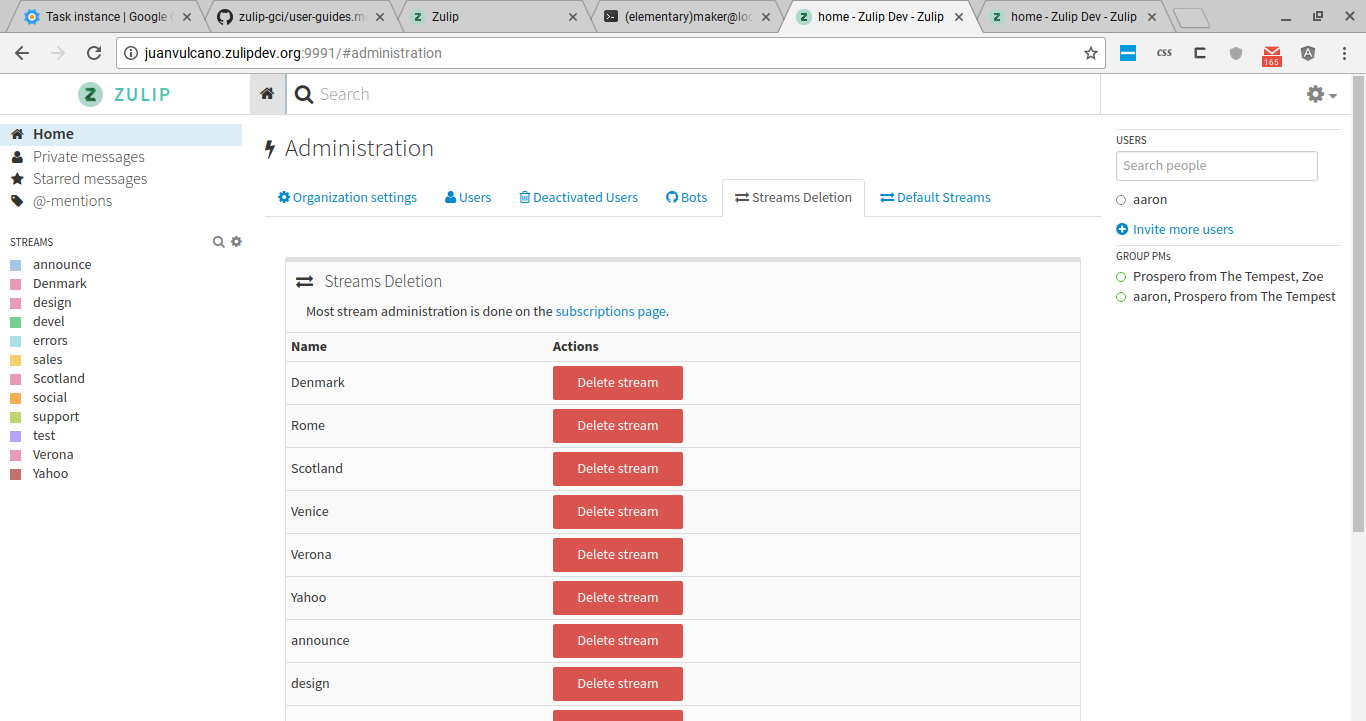 Task instance | Google C
zulip-gci/user-guides.m
Zulip
(elementary)maker@loc
home - Zulip Dev - Zulip
home - Zulip Dev - Zulip
juanvulcano.zulipdev.org:9991/#administration
css
165
ZULIP
Search
Home
Private messages
Starred messages
@-mentions
STREAMS
announce
Denmark
design
devel
errors
sales
Scotland
social
support
test
Verona
Yahoo
Administration
Organization settings
Users
Deactivated Users
Bots
Streams Deletion
Default Streams
Streams Deletion
Most stream administration is done on the subscriptions page.
Name Actions
Denmark Delete stream
Rome Delete stream
Scotland Delete stream
Venice Delete stream
Verona Delete stream
Yahoo Delete stream
announce Delete stream
design Delete stream
USERS
Search people
aaron
Invite more users
GROUP PMs
Prospero from The Tempest, Zoe
aaron, Prospero from The Tempest